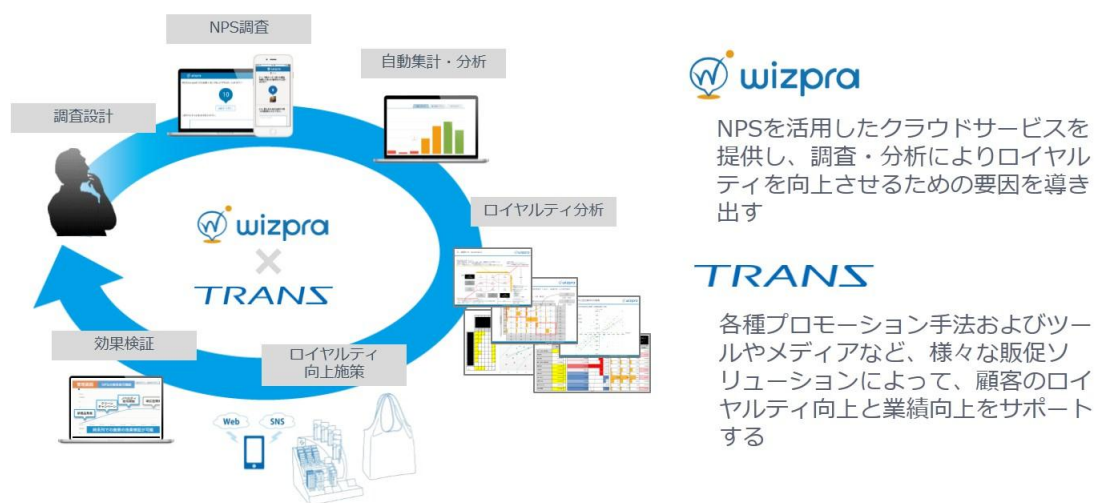 NPS調査
自動集計・分析
調査設計
10
wizpra
×
TRANS
ロイヤルティ分析
効果検証
ロイヤルティ
向上施策
Web
SNS
wizpra
NPSを活用したクラウドサービスを
提供し、調査・分析によりロイヤル
ティを向上させるための要因を導き
出す
TRANS
各種プロモーション手法およびツー
ルやメディアなど、様々な販促ソ
リューションによって、顧客のロイ
ヤルティ向上と業績向上をサポート
する